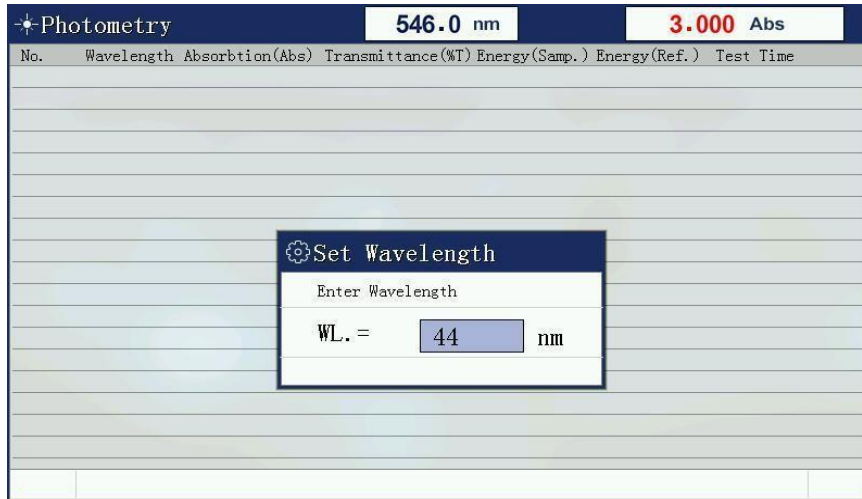 Photometry 546.0 nm 3.000 Abs
No. Wavelength Absorbtion(Abs) Transmittance(%T) Energy(Samp.) Energy(Ref.) Test Time
Set Wavelength
Enter Wavelength
WL.= 44 nm